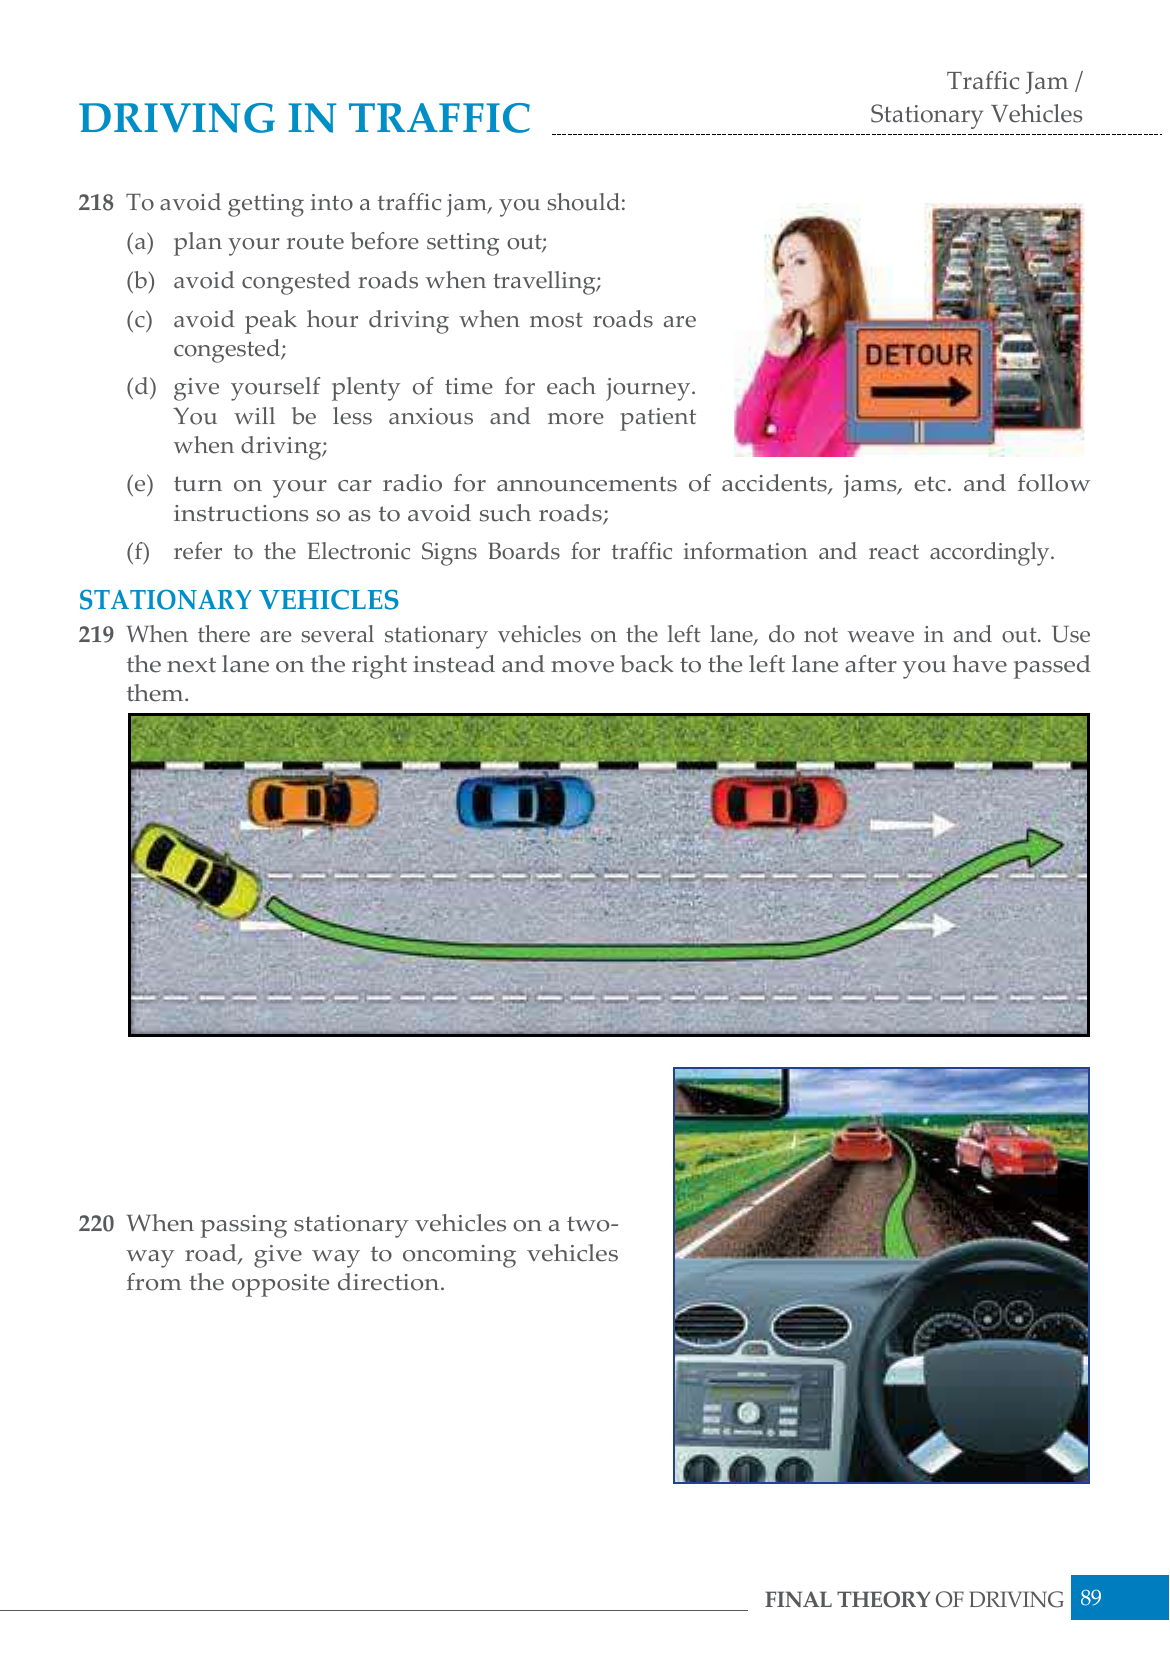 Traffic Jam /
DRIVING IN TRAFFIC
Stationary Vehicles
218 To avoid getting into a traffic jam, you should:
(a) plan your route before setting out;
(b) avoid congested roads when travelling;
(c) avoid peak hour driving when most roads are
congested;
(d) give yourself plenty of time for each journey.
You will be less anxious and more patient
when driving;
DETOUR
(e) turn on your car radio for announcements of accidents, jams, etc. and follow
instructions so as to avoid such roads;
(f) refer to the Electronic Signs Boards for traffic information and react accordingly.
STATIONARY VEHICLES
219 When there are several stationary vehicles on the left lane, do not weave in and out. Use
the next lane on the right instead and move back to the left lane after you have passed
them.
220 When passing stationary vehicles on a two-
way road, give way to oncoming vehicles
from the opposite direction.
FINAL THEORY OF DRIVING 89